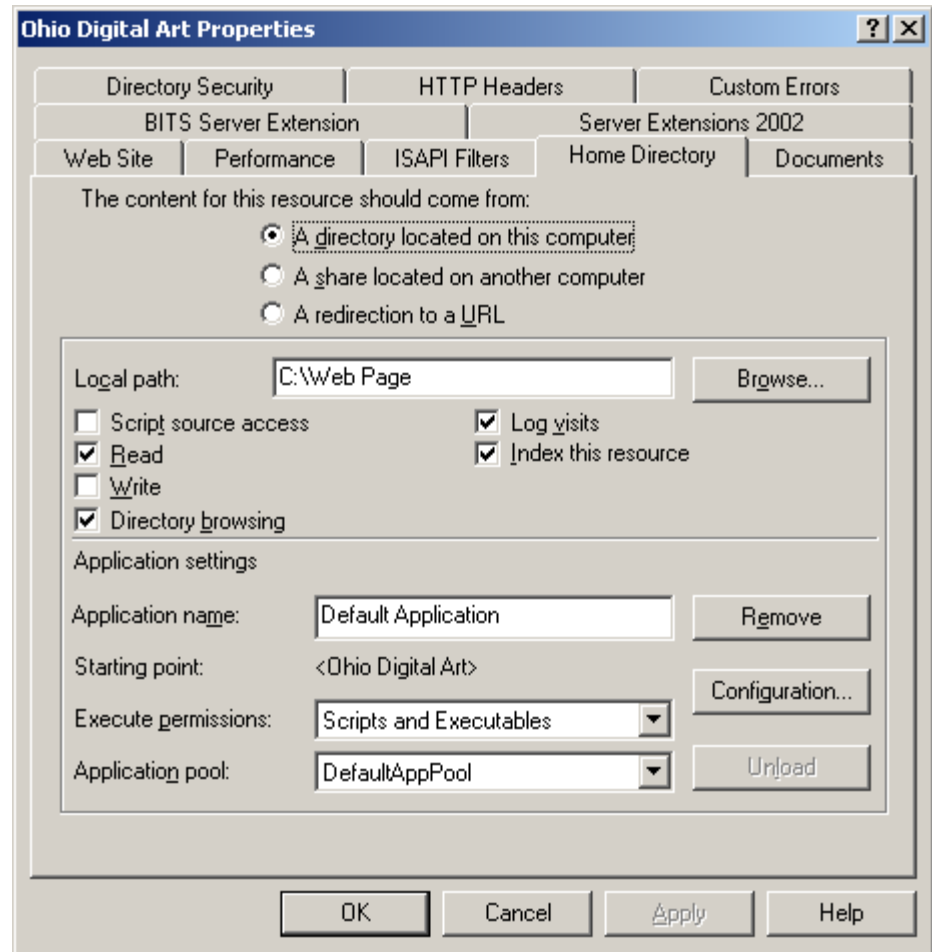 Ohio Digital Art Properties
Directory Security HTTP Headers Custom Errors
BITS Server Extension Server Extensions 2002
Web Site Performance ISAPI Filters Home Directory Documents
The content for this resource should come from:
A directory located on this computer
A share located on another computer
A redirection to a URL
Local path: C:\Web Page Browse...
Script source access Log visits
Read Index this resource
Write
Directory browsing
Application settings
Application name: Default Application Remove
Starting point: <Ohio Digital Art>
Configuration...
Execute permissions: Scripts and Executables
Application pool: DefaultAppPool Unload
OK Cancel Apply Help